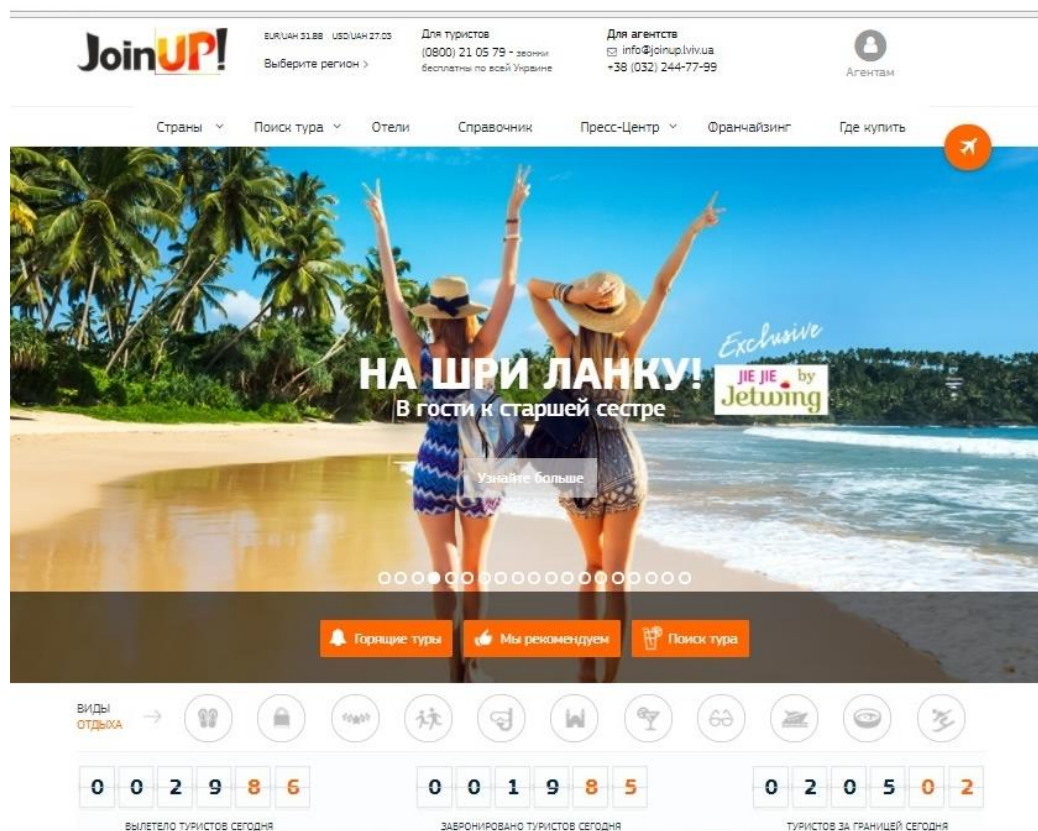 JoinUP!
EUR/UAH 31.88 USD/UAH 27.03
Выберите регион >
Для туристов
(0800) 21 05 79 - звонки
бесплатны по всей Украине
Для агентств
info@joinup.lviv.ua
+38 (032) 244-77-99
Агентам
Страны Поиск тура Отели Справочник Пресс-Центр Франчайзинг Где купить
Exclusive
JIE JIE by
Jetwing
НА ШРИ ЛАНКУ!
В гости к старшей сестре
Узнайте больше
Горящие туры Мы рекомендуем Поиск тура
ВИДЫ
ОТДЫХА
0 0 2 9 8 6 0 0 1 9 8 5 0 2 0 5 0 2
ВЫЛЕТЕЛО ТУРИСТОВ СЕГОДНЯ ЗАБРОНИРОВАНО ТУРИСТОВ СЕГОДНЯ ТУРИСТОВ ЗА ГРАНИЦЕЙ СЕГОДНЯ